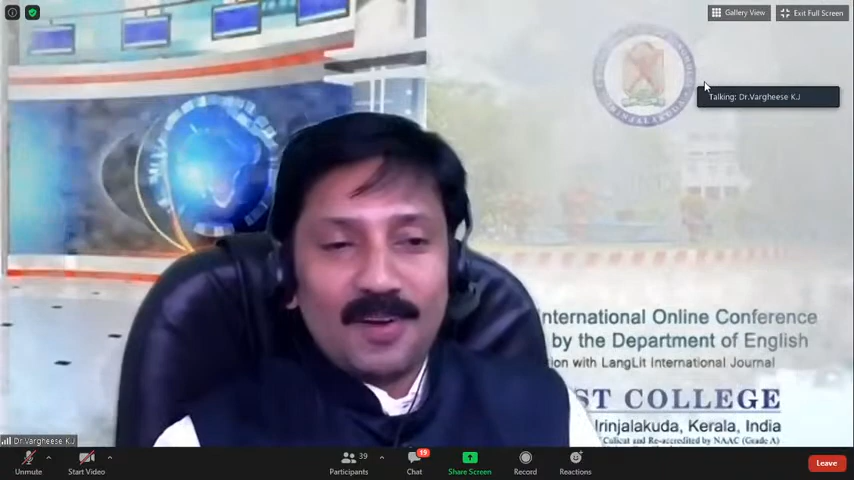 Gallery View
Exit Full Screen
Talking: Dr.Vargheese K.J
International Online Conference
by the Department of English
tion with LangLit International Journal
ST COLLEGE
Irinjalakuda, Kerala, India
and Re-accredited by NAAC (Grade A)
Dr.Vargheese K.J
Unmute
Start Video
39
Participants
19
Chat
Share Screen
Record
Reactions
Leave